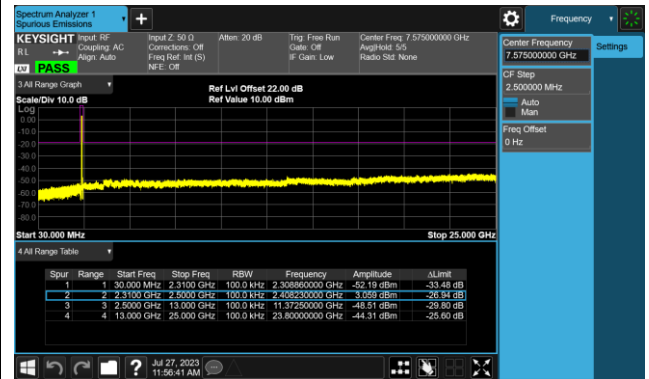 Spectrum Analyzer 1
Spurious Emissions
Frequency
KEYSIGHT Input: RF Input Z: 50 Ω Atten: 20 dB Trig: Free Run Center Freq: 7.575000000 GHz
RL Coupling: AC Corrections: Off Gate: Off Avg|Hold: 5/5
Align: Auto Freq Ref: Int (S) IF Gain: Low Radio Std: None
NFE: Off
LXI PASS
Center Frequency
7.575000000 GHz
Settings
CF Step
2.500000 MHz
Auto
Man
Freq Offset
0 Hz
3 All Range Graph
Ref Lvl Offset 22.00 dB
Scale/Div 10.0 dB Ref Value 10.00 dBm
Log
0.00
-10.0
-20.0
-30.0
-40.0
-50.0
-60.0
-70.0
-80.0
Start 30.000 MHz Stop 25.000 GHz
4 All Range Table
Spur Range Start Freq Stop Freq RBW Frequency Amplitude ΔLimit
1 1 30.000 MHz 2.3100 GHz 100.0 kHz 2.308860000 GHz -52.19 dBm -33.48 dB
2 2 2.3100 GHz 2.5000 GHz 100.0 kHz 2.408230000 GHz 3.059 dBm -26.94 dB
3 3 2.5000 GHz 13.000 GHz 100.0 kHz 11.37250000 GHz -48.51 dBm -29.80 dB
4 4 13.000 GHz 25.000 GHz 100.0 kHz 23.80000000 GHz -44.31 dBm -25.60 dB
Jul 27, 2023
11:56:41 AM